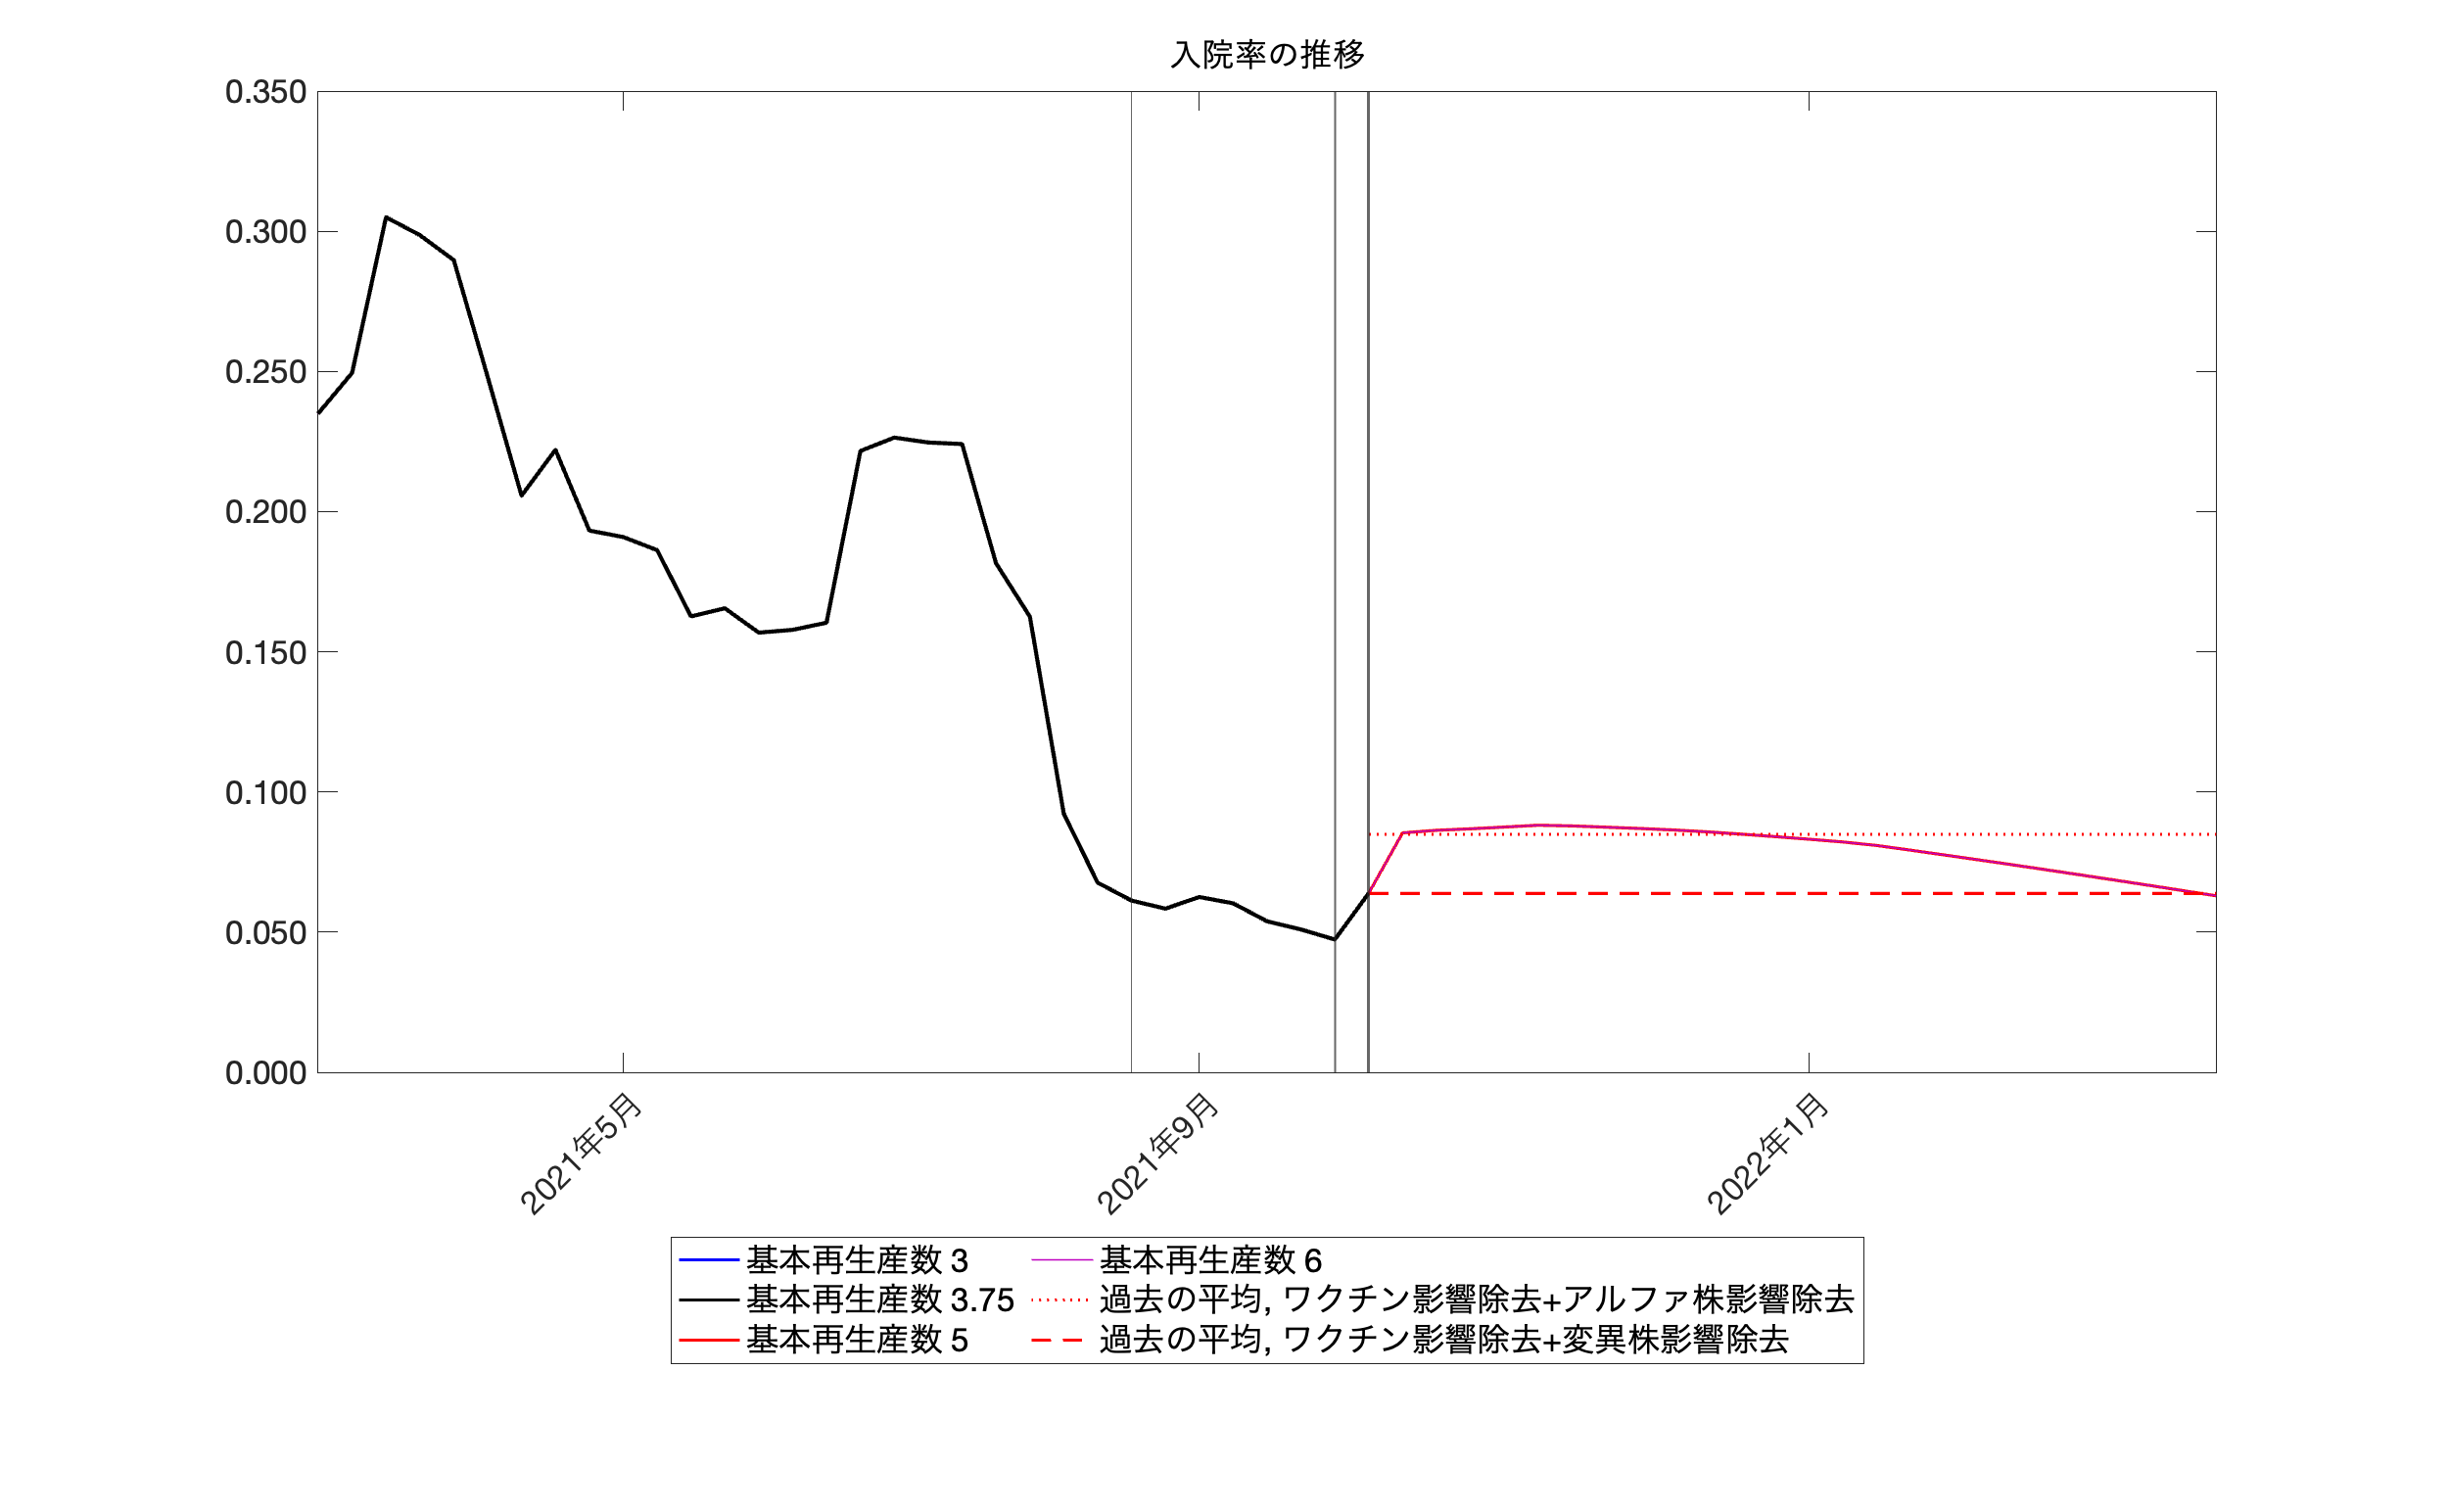 入院率の推移
0.350
0.300
0.250
0.200
0.150
0.100
0.050
0.000
2021年5月
2021年9月
2022年1月
基本再生産数 3
基本再生産数 3.75
基本再生産数 5
基本再生産数 6
過去の平均, ワクチン影響除去+アルファ株影響除去
過去の平均, ワクチン影響除去+変異株影響除去